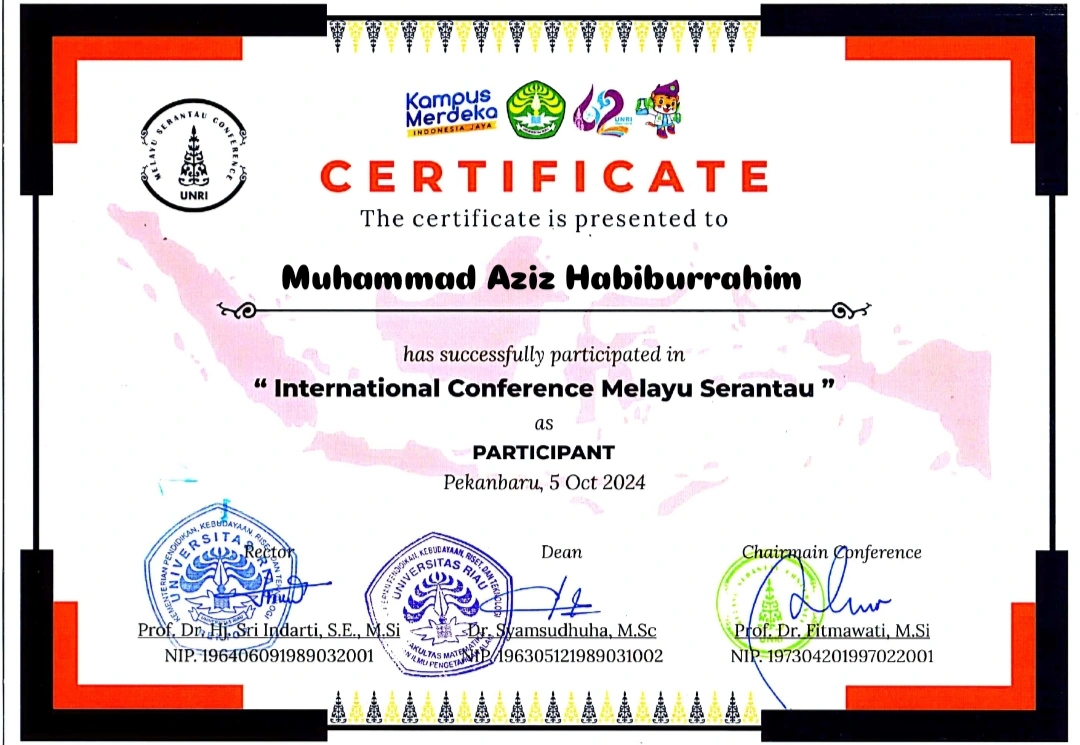 Kampus
Merdeka
INDONESIA JAYA
62
UNRI
MELAYU SERANTAU CONFERENCE
UNRI
CERTIFICATE
The certificate is presented to
Muhammad Aziz Habiburrahim
has successfully participated in
“ International Conference Melayu Serantau ”
as
PARTICIPANT
Pekanbaru, 5 Oct 2024
Rector
Dean
Chairmain Conference
KEMENTERIAN PENDIDIKAN, KEBUDAYAAN, RISET, DAN
UNIVERSITAS
PENDIDIKAN, KEBUDAYAAN, RISET, DAN TEKNOLOGI
UNIVERSITAS RIAU
FAKULTAS MATEMATIKA
DAN ILMU PENGETAHUAN ALAM
UNRI
Prof. Dr. Hj. Sri Indarti, S.E., M.Si
Dr. Syamsudhuha, M.Sc
Prof. Dr. Fitmawati, M.Si
NIP. 196406091989032001
NIP. 196305121989031002
NIP. 197304201997022001